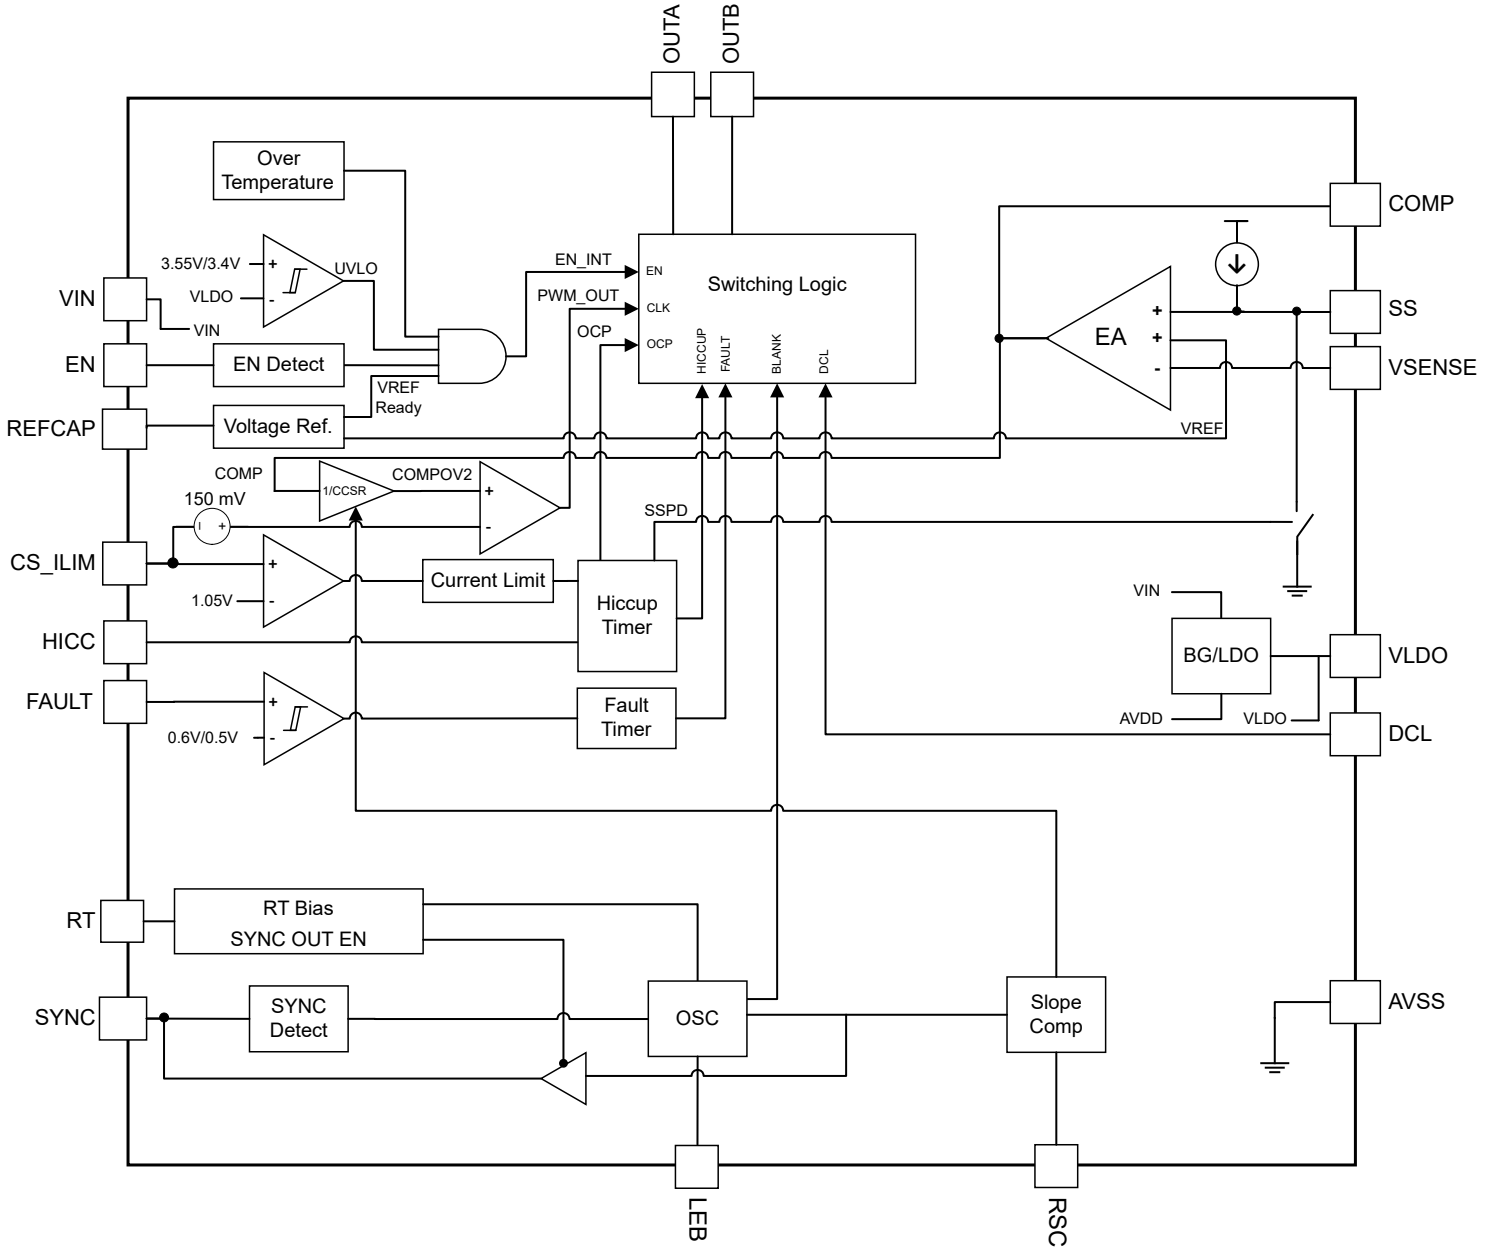 OUTA
OUTB
Over
Temperature
3.55V/3.4V
+
UVLO
VLDO
-
VIN
VIN
EN
EN Detect
REFCAP
Voltage Ref.
VREF
Ready
EN_INT
PWM_OUT
OCP
EN
CLK
OCP
Switching Logic
HICCUP
FAULT
BLANK
DCL
COMP
SS
VSENSE
EA
+
+
-
VREF
COMP
1/CCSR
COMPOV2
+
-
150 mV
+
SSPD
CS_ILIM
+
1.05V
-
Current Limit
Hiccup
Timer
HICC
FAULT
+
0.6V/0.5V
-
Fault
Timer
VIN
BG/LDO
VLDO
AVDD
VLDO
DCL
RT
RT Bias
SYNC OUT EN
SYNC
SYNC
Detect
OSC
Slope
Comp
AVSS
LEB
RSC